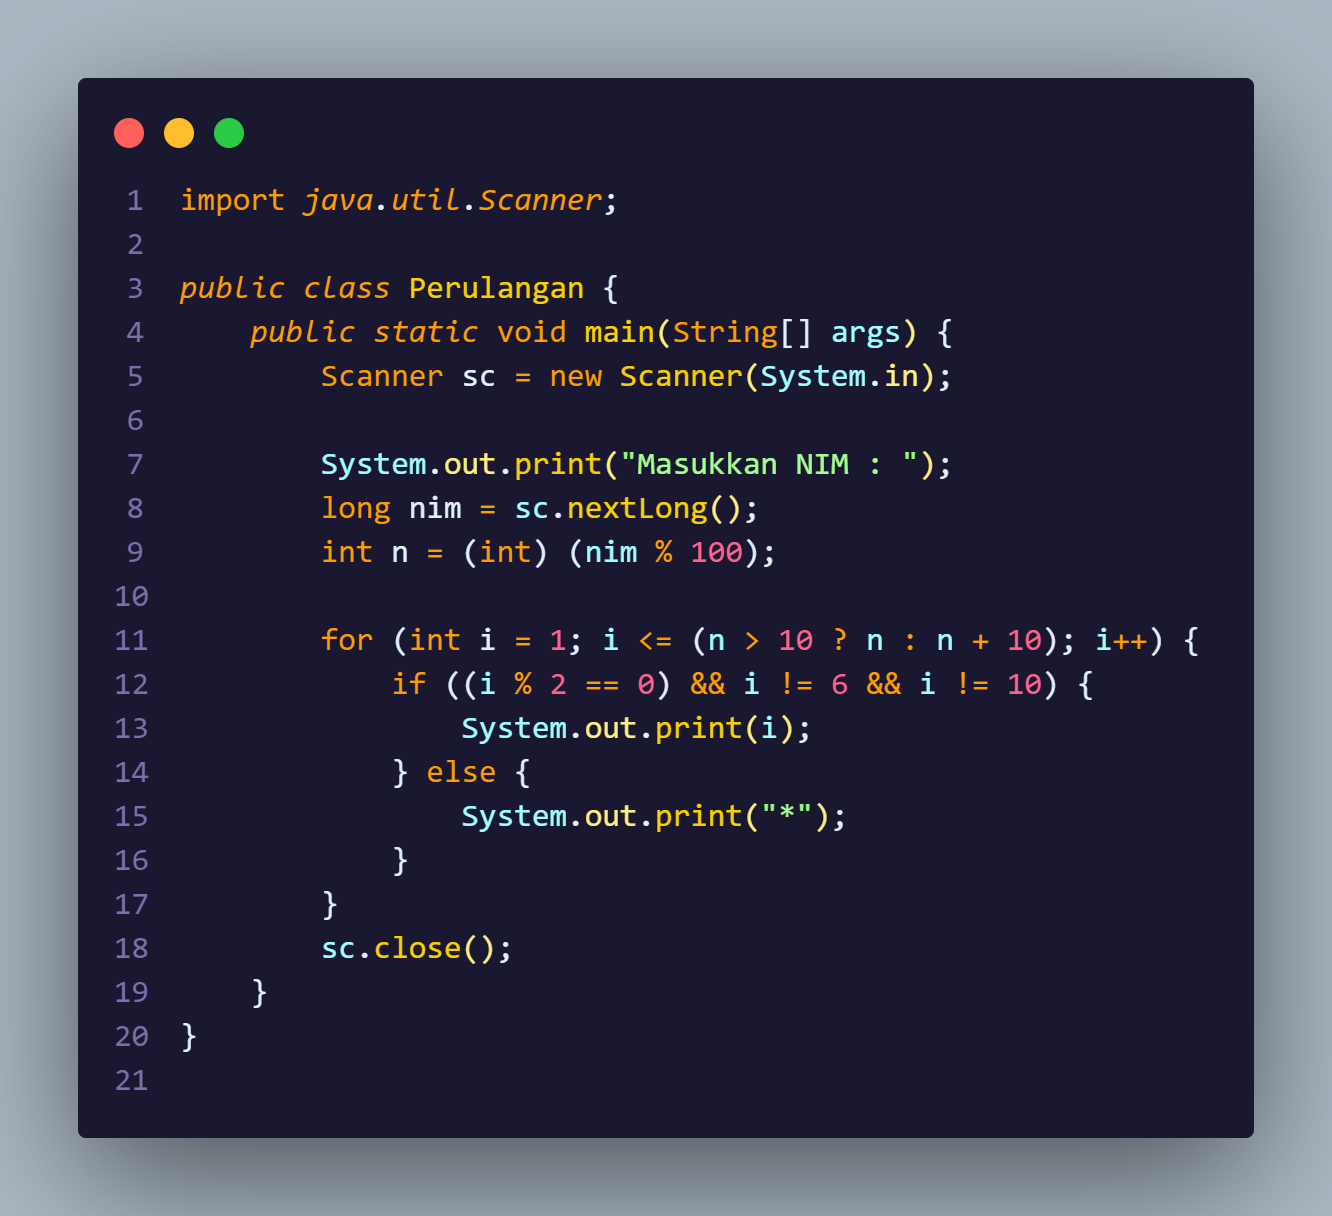 1 import java.util.Scanner;
2
3 public class Perulangan {
4     public static void main(String[] args) {
5         Scanner sc = new Scanner(System.in);
6
7         System.out.print("Masukkan NIM : ");
8         long nim = sc.nextLong();
9         int n = (int) (nim % 100);
10
11         for (int i = 1; i <= (n > 10 ? n : n + 10); i++) {
12             if ((i % 2 == 0) && i != 6 && i != 10) {
13                 System.out.print(i);
14             } else {
15                 System.out.print("*");
16             }
17         }
18         sc.close();
19     }
20 }
21